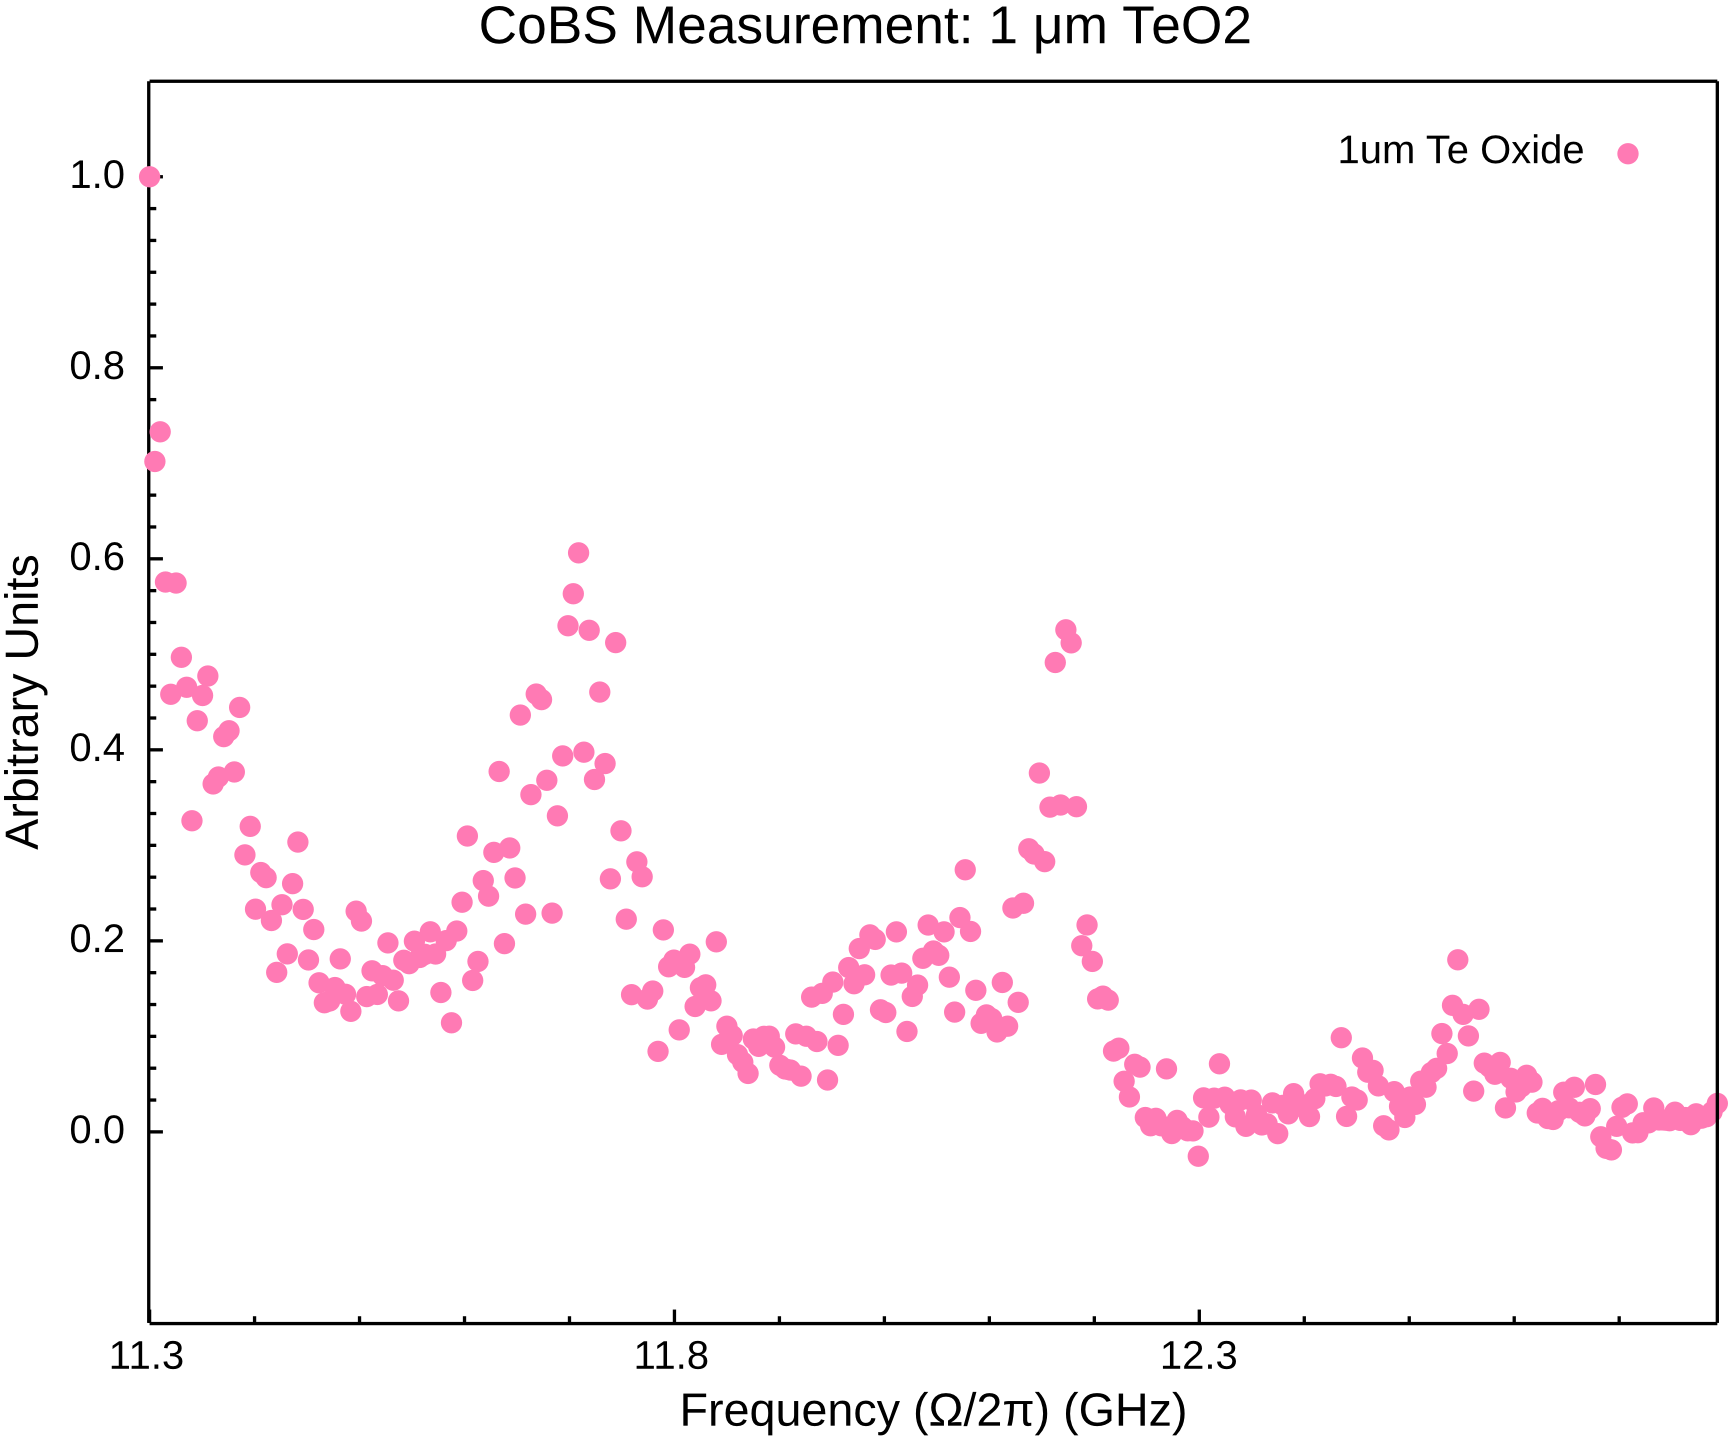 CoBS Measurement: 1 μm TeO2
1um Te Oxide
1.0
0.8
0.6
0.4
0.2
0.0
Arbitrary Units
11.3
11.8
12.3
Frequency (Ω/2π) (GHz)